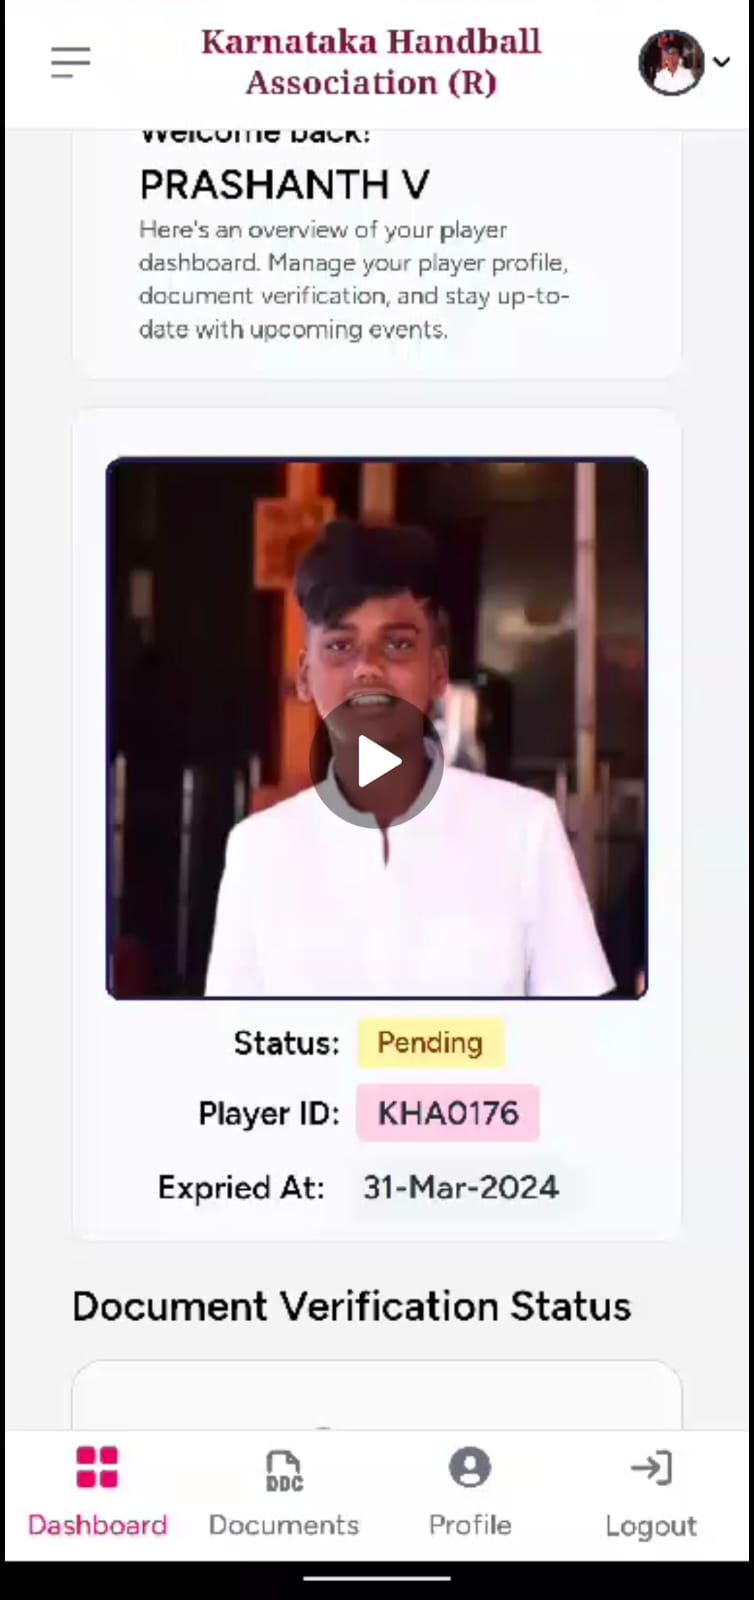 Karnataka Handball
Association (R)
Welcome back!
PRASHANTH V
Here's an overview of your player
dashboard. Manage your player profile,
document verification, and stay up-to-
date with upcoming events.
Status: Pending
Player ID: KHA0176
Expried At: 31-Mar-2024
Document Verification Status
DOC
Dashboard Documents Profile Logout